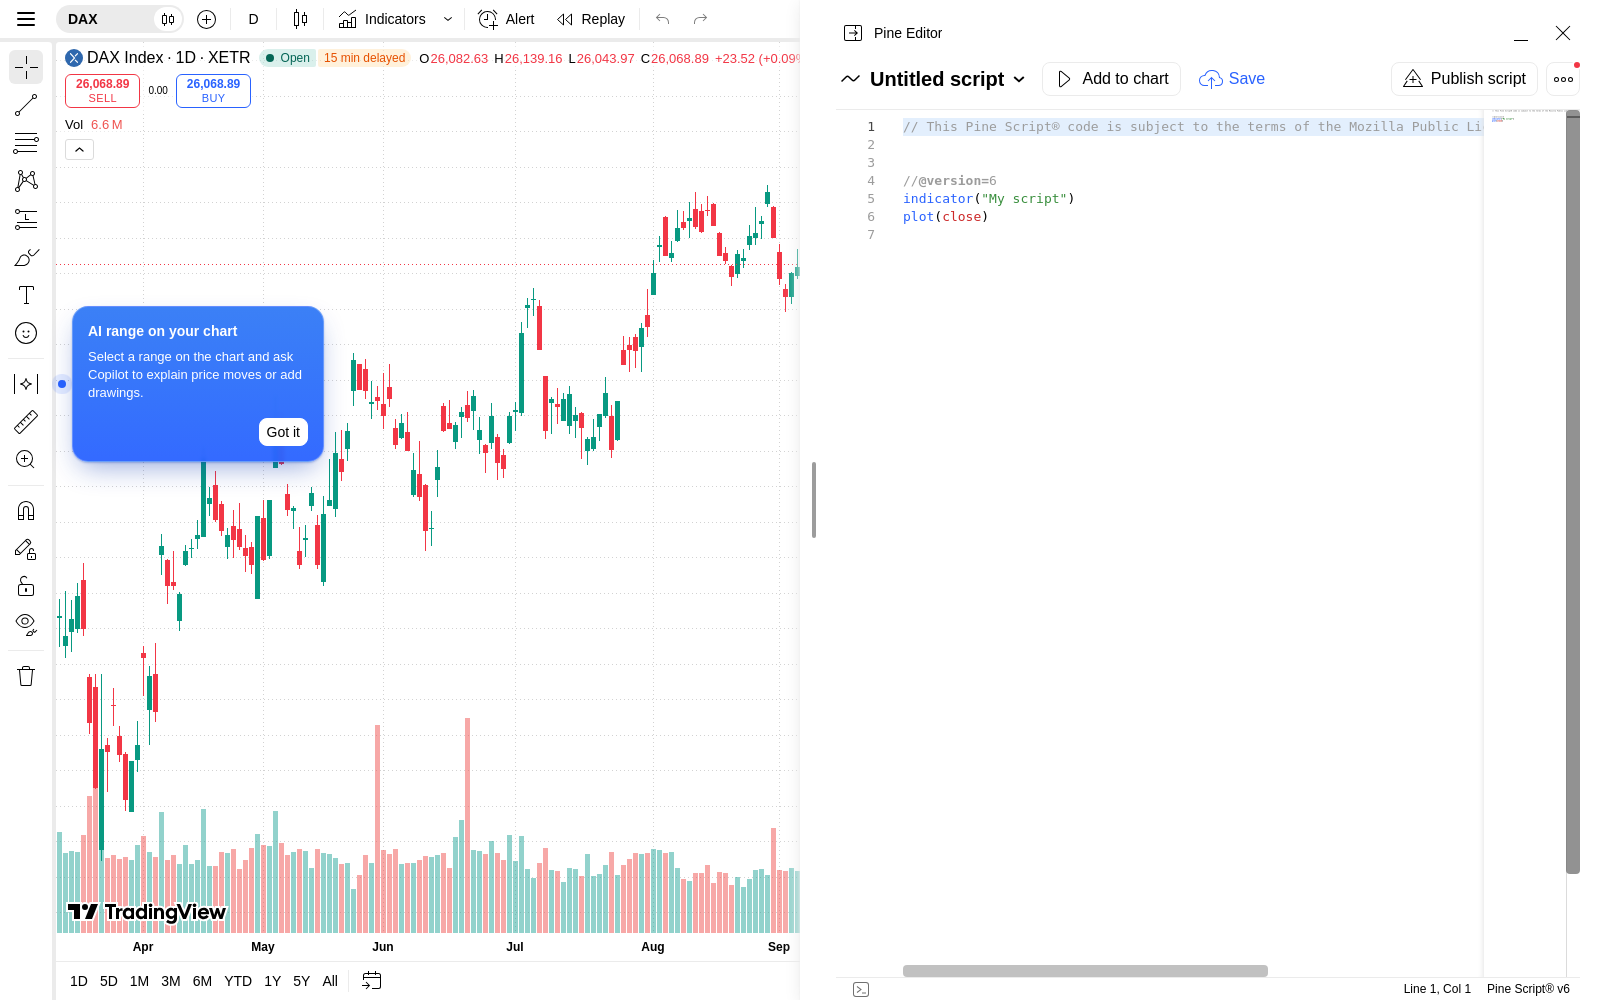 DAX
D
Indicators
Alert
Replay
DAX Index · 1D · XETR
Open
15 min delayed
O26,082.63 H26,139.16 L26,043.97 C26,068.89 +23.52 (+0.09%
26,068.89
SELL
0.00
26,068.89
BUY
Vol 6.6 M
AI range on your chart
Select a range on the chart and ask
Copilot to explain price moves or add
drawings.
Got it
TradingView
Apr May Jun Jul Aug Sep
1D 5D 1M 3M 6M YTD 1Y 5Y All
Pine Editor
Untitled script
Add to chart
Save
Publish script
1 // This Pine Script® code is subject to the terms of the Mozilla Public Li
2
3
4 //@version=6
5 indicator("My script")
6 plot(close)
7
Line 1, Col 1 Pine Script® v6